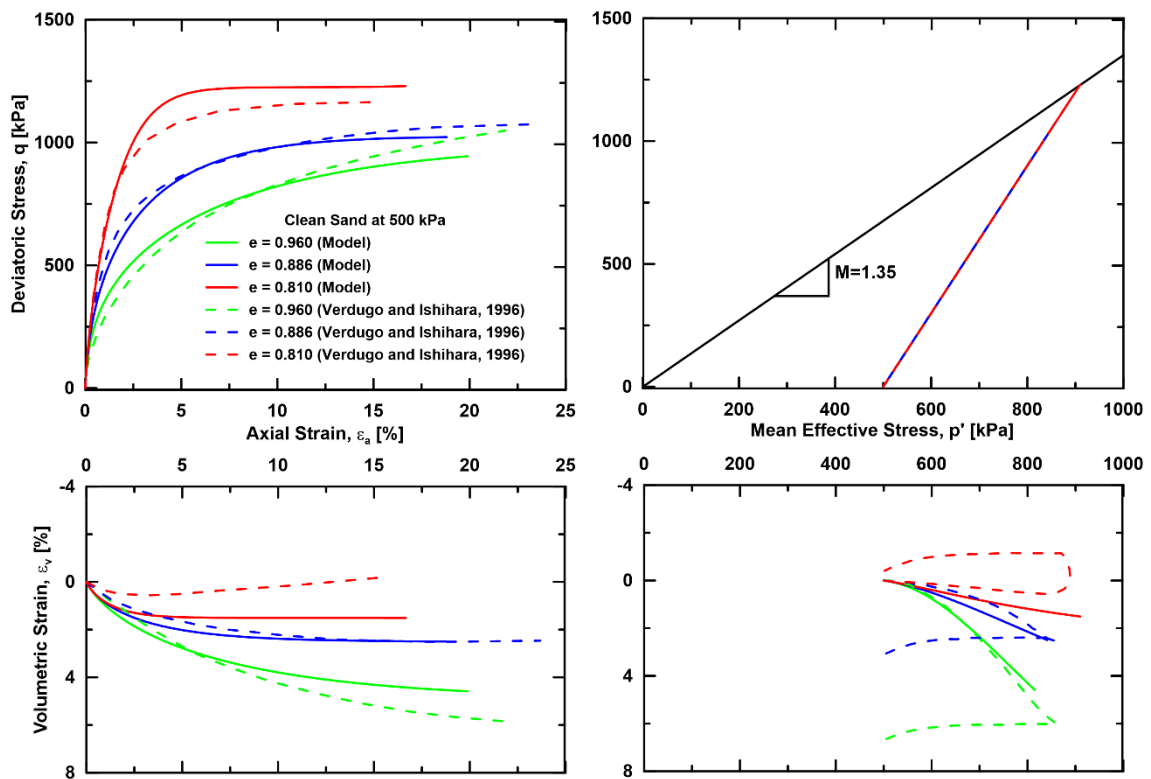 1500
1000
500
0
Deviatoric Stress, q [kPa]
Clean Sand at 500 kPa
e = 0.960 (Model)
e = 0.886 (Model)
e = 0.810 (Model)
e = 0.960 (Verdugo and Ishihara, 1996)
e = 0.886 (Verdugo and Ishihara, 1996)
e = 0.810 (Verdugo and Ishihara, 1996)
0 5 10 15 20 25
Axial Strain, εa [%]
1500
1000
500
0
M=1.35
0 200 400 600 800 1000
Mean Effective Stress, p' [kPa]
0 5 10 15 20 25
-4
0
4
8
Volumetric Strain, εv [%]
0 200 400 600 800 1000
-4
0
4
8